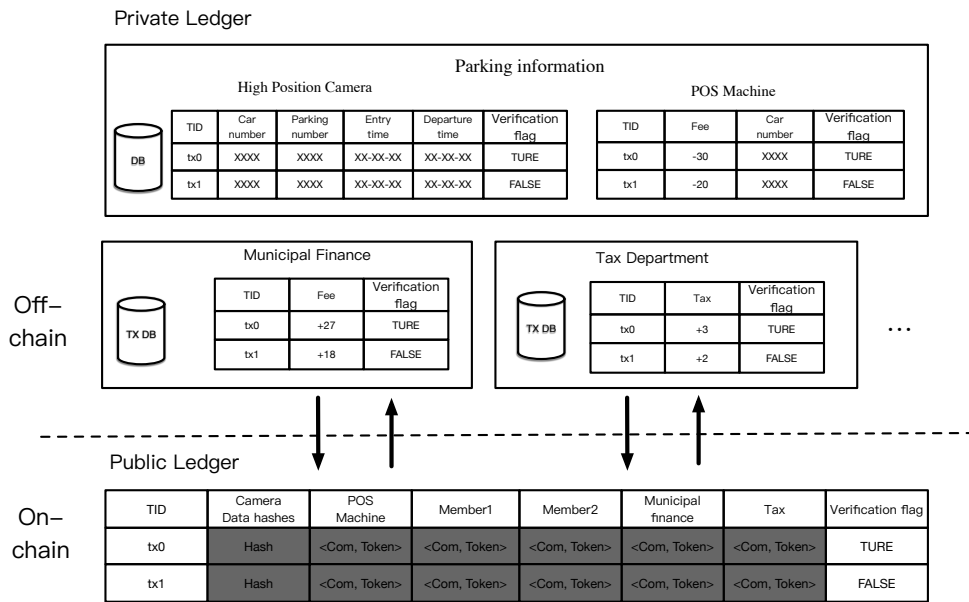 Private Ledger
Parking information
High Position Camera
POS Machine
DB
TID Car number Parking number Entry time Departure time Verification flag
tx0 XXXX XXXX XX-XX-XX XX-XX-XX TURE
tx1 XXXX XXXX XX-XX-XX XX-XX-XX FALSE
TID Fee Car number Verification flag
tx0 -30 XXXX TURE
tx1 -20 XXXX FALSE
Off-
chain
Municipal Finance
TX DB
TID Fee Verification flag
tx0 +27 TURE
tx1 +18 FALSE
Tax Department
TX DB
TID Tax Verification flag
tx0 +3 TURE
tx1 +2 FALSE
...
Public Ledger
On-
chain
TID Camera Data hashes POS Machine Member1 Member2 Municipal finance Tax Verification flag
tx0 Hash <Com, Token> <Com, Token> <Com, Token> <Com, Token> <Com, Token> TURE
tx1 Hash <Com, Token> <Com, Token> <Com, Token> <Com, Token> <Com, Token> FALSE